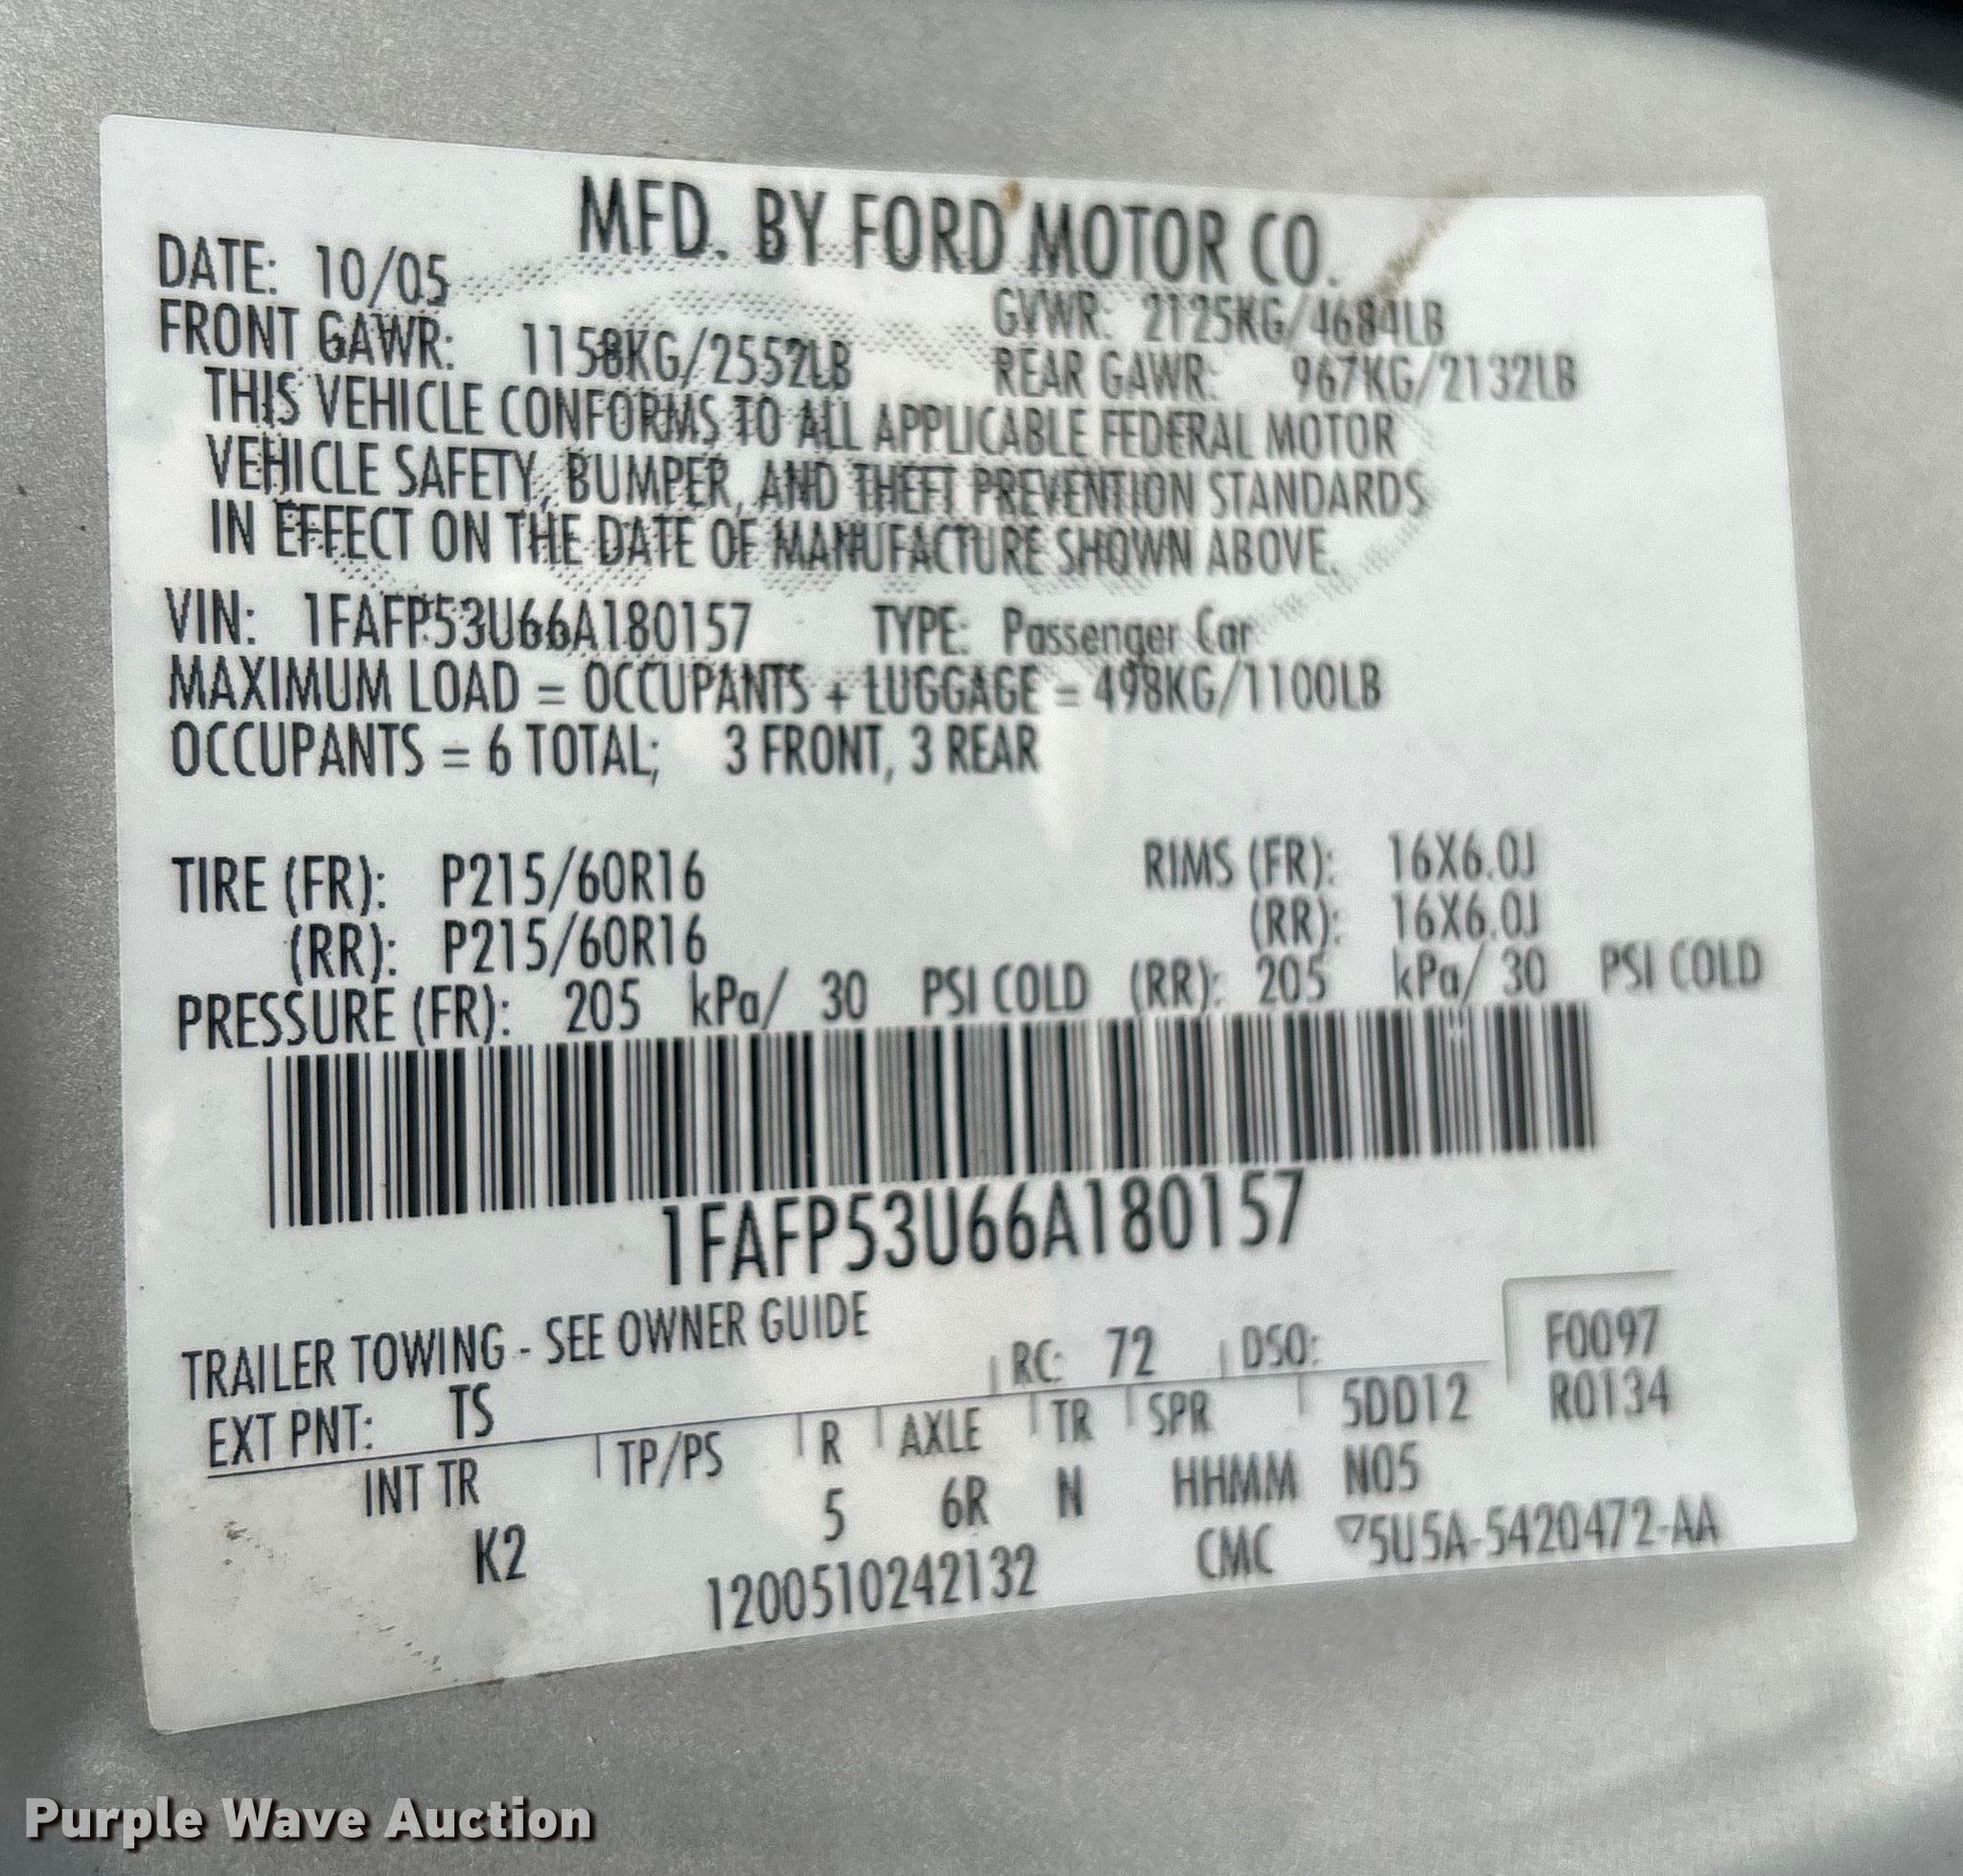 MFD. BY FORD MOTOR CO.
DATE: 10/05 GVWR: 2125KG/4684LB
FRONT GAWR: 1158KG/2552LB REAR GAWR: 967KG/2132LB
THIS VEHICLE CONFORMS TO ALL APPLICABLE FEDERAL MOTOR
VEHICLE SAFETY, BUMPER, AND THEFT PREVENTION STANDARDS
IN EFFECT ON THE DATE OF MANUFACTURE SHOWN ABOVE.
VIN: 1FAFP53U66A180157 TYPE: Passenger Car
MAXIMUM LOAD = OCCUPANTS + LUGGAGE = 498KG/1100LB
OCCUPANTS = 6 TOTAL; 3 FRONT, 3 REAR
TIRE (FR): P215/60R16 RIMS (FR): 16X6.0J
(RR): P215/60R16 (RR): 16X6.0J
PRESSURE (FR): 205 kPa/ 30 PSI COLD (RR): 205 kPa/ 30 PSI COLD
1FAFP53U66A180157
TRAILER TOWING - SEE OWNER GUIDE
EXT PNT: TS RC: 72 DSO: F0097
INT TR TP/PS R AXLE TR SPR 5DD12 R0134
K2 5 6R N HHMM N05
1200510242132 CMC ▽5U5A-5420472-AA
Purple Wave Auction